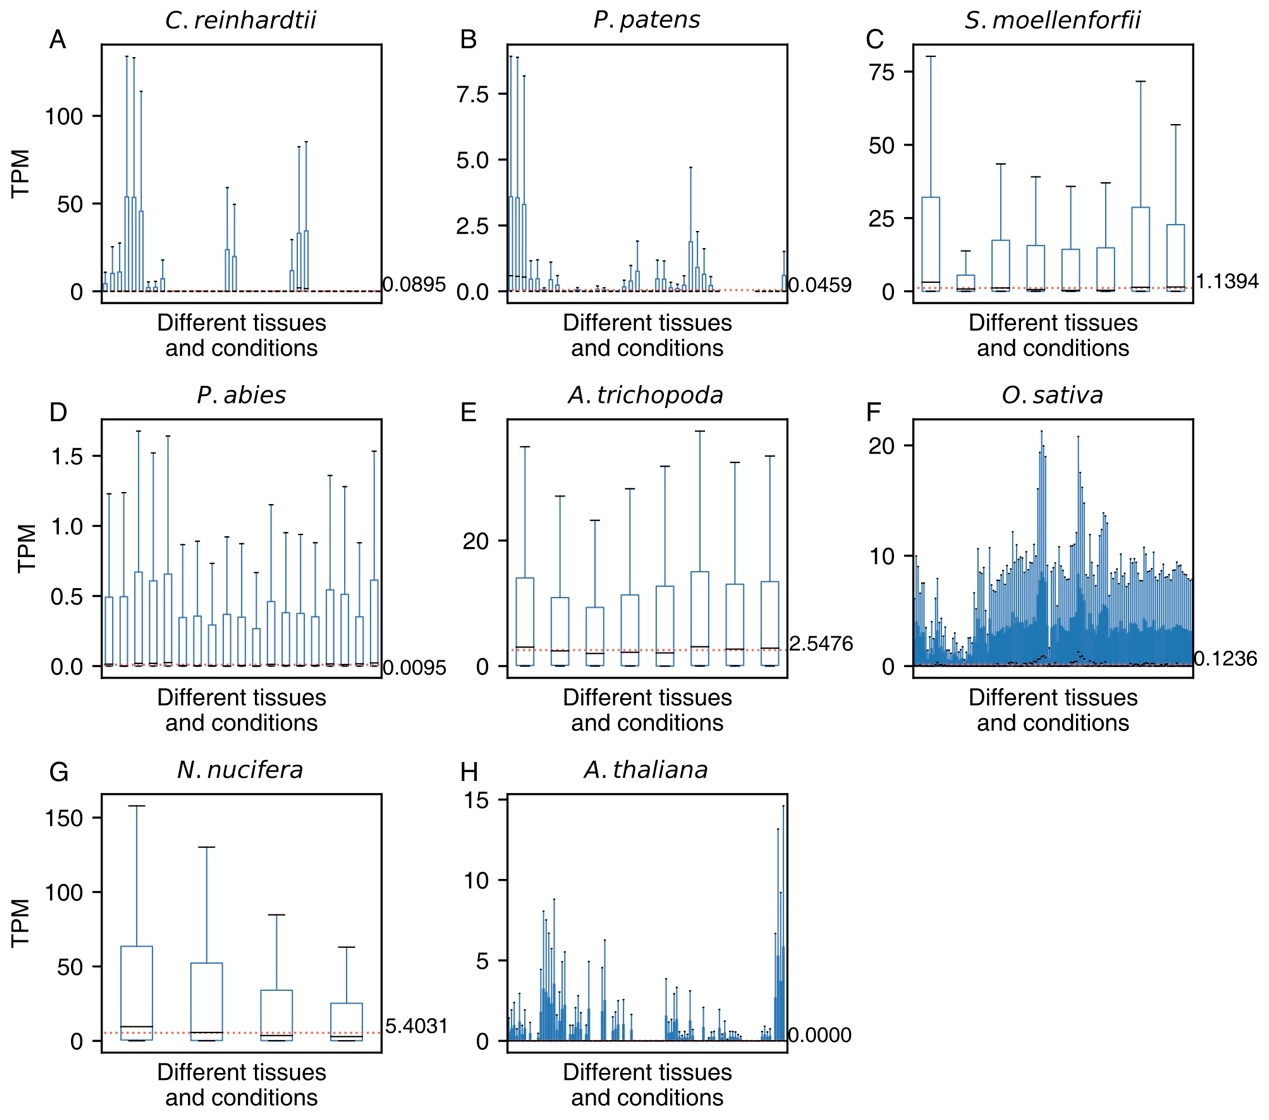 A
C. reinhardtii
TPM
100
50
0
0.0895
Different tissues
and conditions
B
P. patens
7.5
5.0
2.5
0.0
0.0459
Different tissues
and conditions
C
S. moellenforfii
75
50
25
0
1.1394
Different tissues
and conditions
D
P. abies
TPM
1.5
1.0
0.5
0.0
0.0095
Different tissues
and conditions
E
A. trichopoda
20
0
2.5476
Different tissues
and conditions
F
O. sativa
20
10
0
0.1236
Different tissues
and conditions
G
N. nucifera
TPM
150
100
50
0
5.4031
Different tissues
and conditions
H
A. thaliana
15
10
5
0
0.0000
Different tissues
and conditions